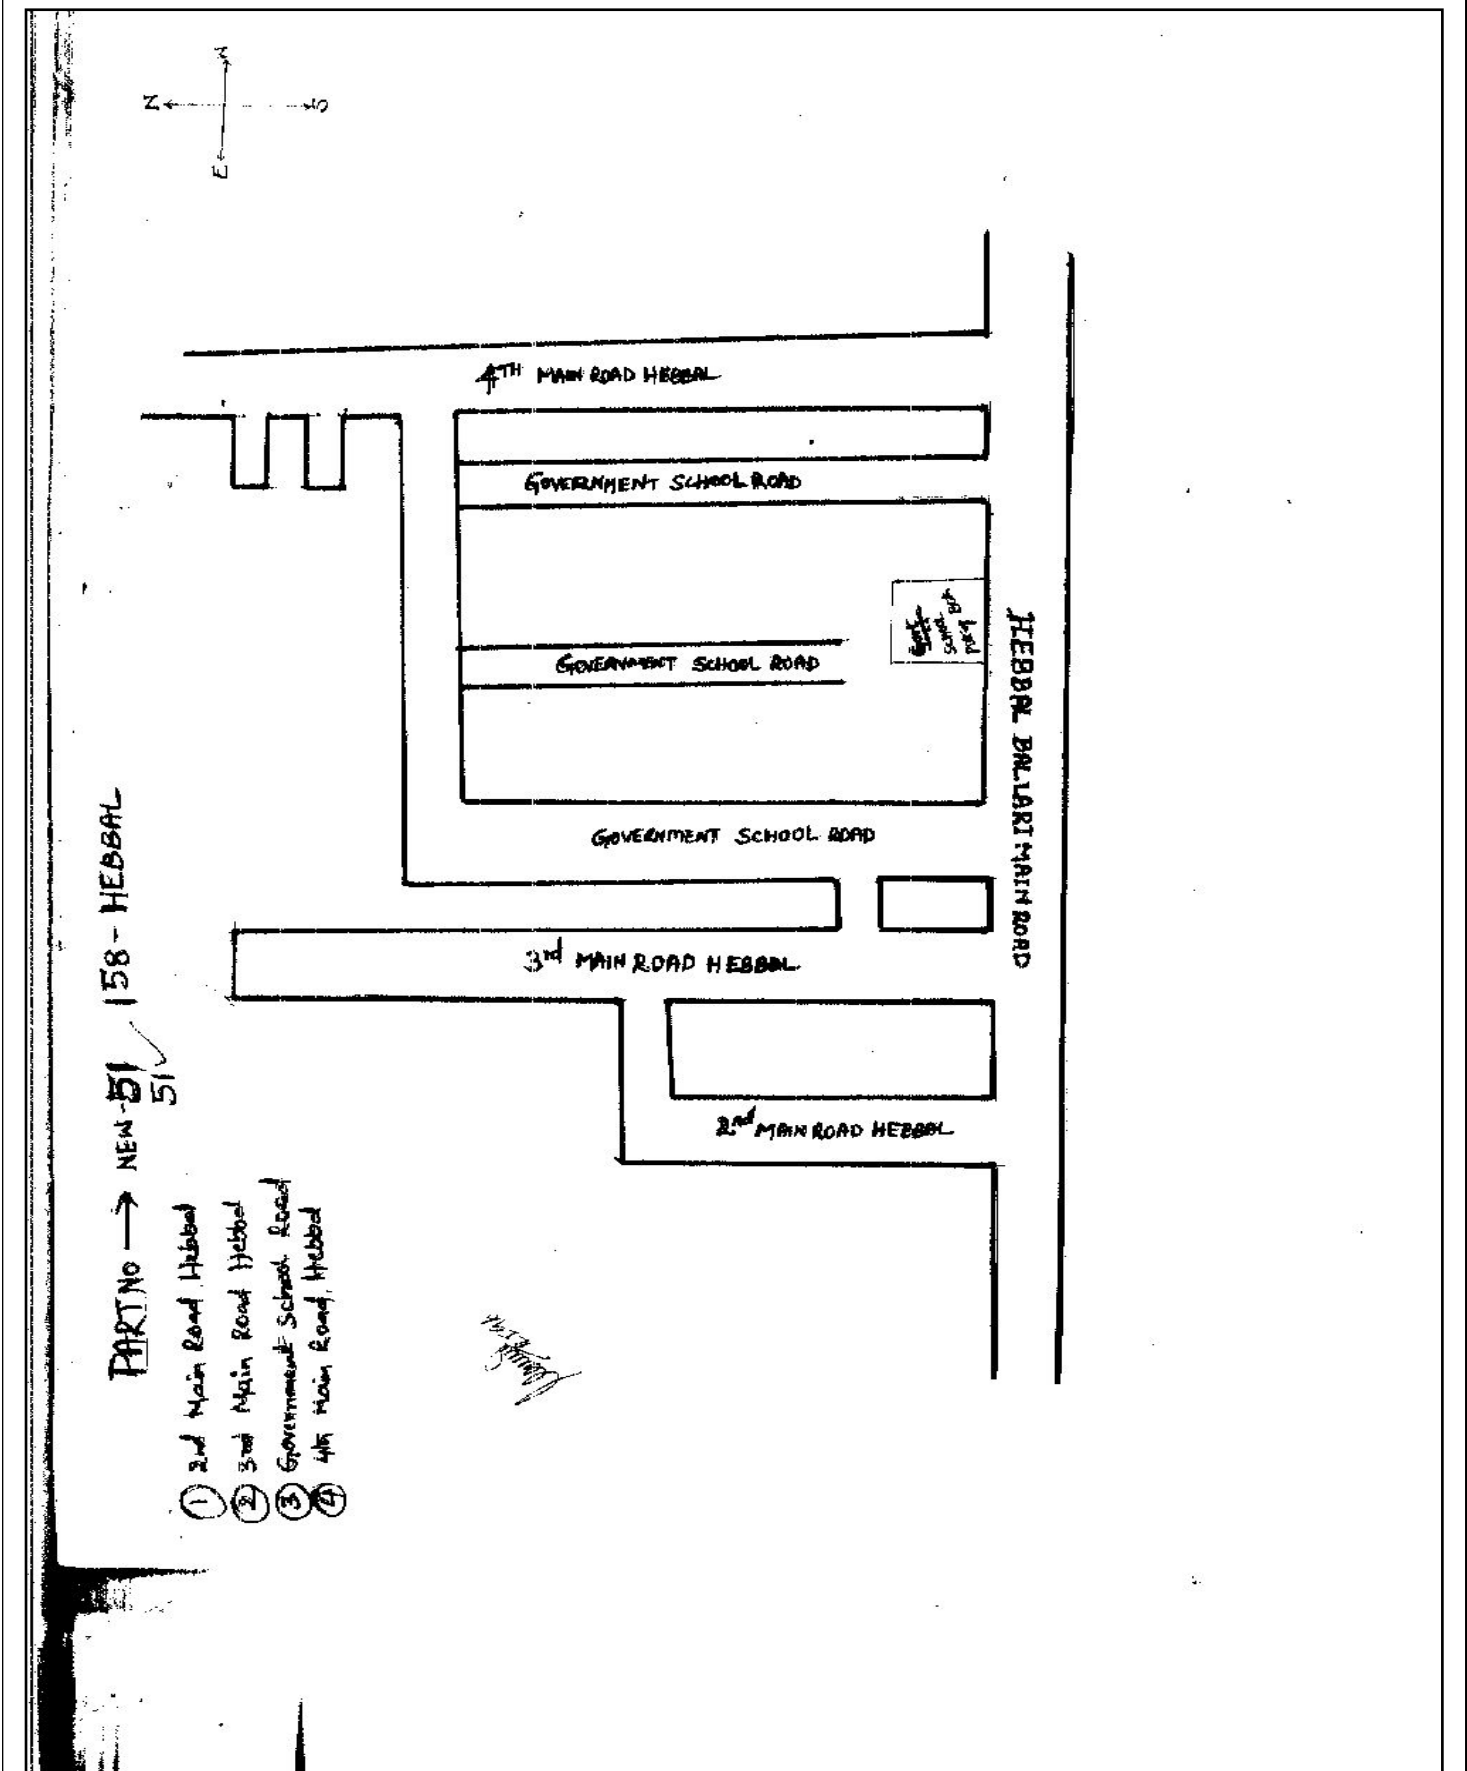 W
N S
E
4TH MAIN ROAD HEBBAL
GOVERNMENT SCHOOL ROAD
SCHOOL
GOVERNMENT SCHOOL ROAD
HEBBAL BALLARI MAIN ROAD
GOVERNMENT SCHOOL ROAD
3rd MAIN ROAD HEBBAL
2nd MAIN ROAD HEBBAL
PART NO → NEW-51 158-HEBBAL
51
① 2nd Main Road Hebbal
② 3rd Main Road Hebbal
③ Government School Road
④ 4th Main Road, Hebbal